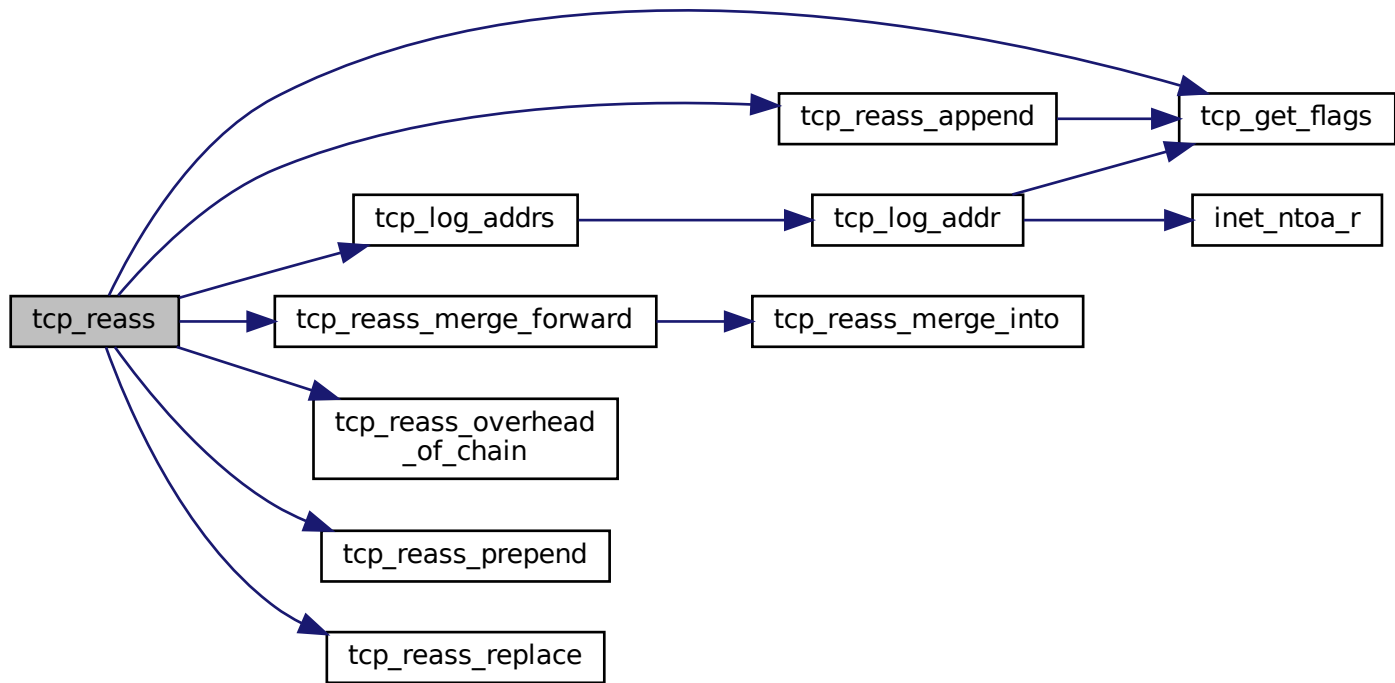 tcp_reass_append
tcp_get_flags
tcp_log_addrs
tcp_log_addr
inet_ntoa_r
tcp_reass
tcp_reass_merge_forward
tcp_reass_merge_into
tcp_reass_overhead
_of_chain
tcp_reass_prepend
tcp_reass_replace